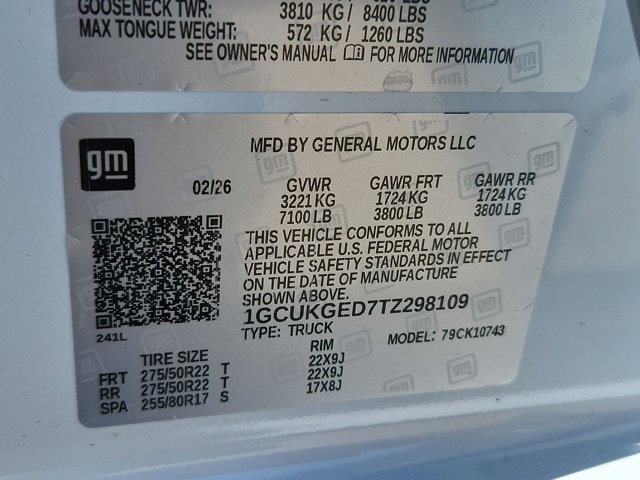 GOOSENECK TWR: 3810 KG / 8400 LBS
MAX TONGUE WEIGHT: 572 KG / 1260 LBS
SEE OWNER'S MANUAL FOR MORE INFORMATION
gm
MFD BY GENERAL MOTORS LLC
02/26 GVWR GAWR FRT GAWR RR
3221 KG 1724 KG 1724 KG
7100 LB 3800 LB 3800 LB
THIS VEHICLE CONFORMS TO ALL
APPLICABLE U.S. FEDERAL MOTOR
VEHICLE SAFETY STANDARDS IN EFFECT
ON THE DATE OF MANUFACTURE
SHOWN ABOVE.
1GCUKGED7TZ298109
TYPE: TRUCK MODEL: 79CK10743
241L
TIRE SIZE RIM
FRT 275/50R22 T 22X9J
RR 275/50R22 T 22X9J
SPA 255/80R17 S 17X8J